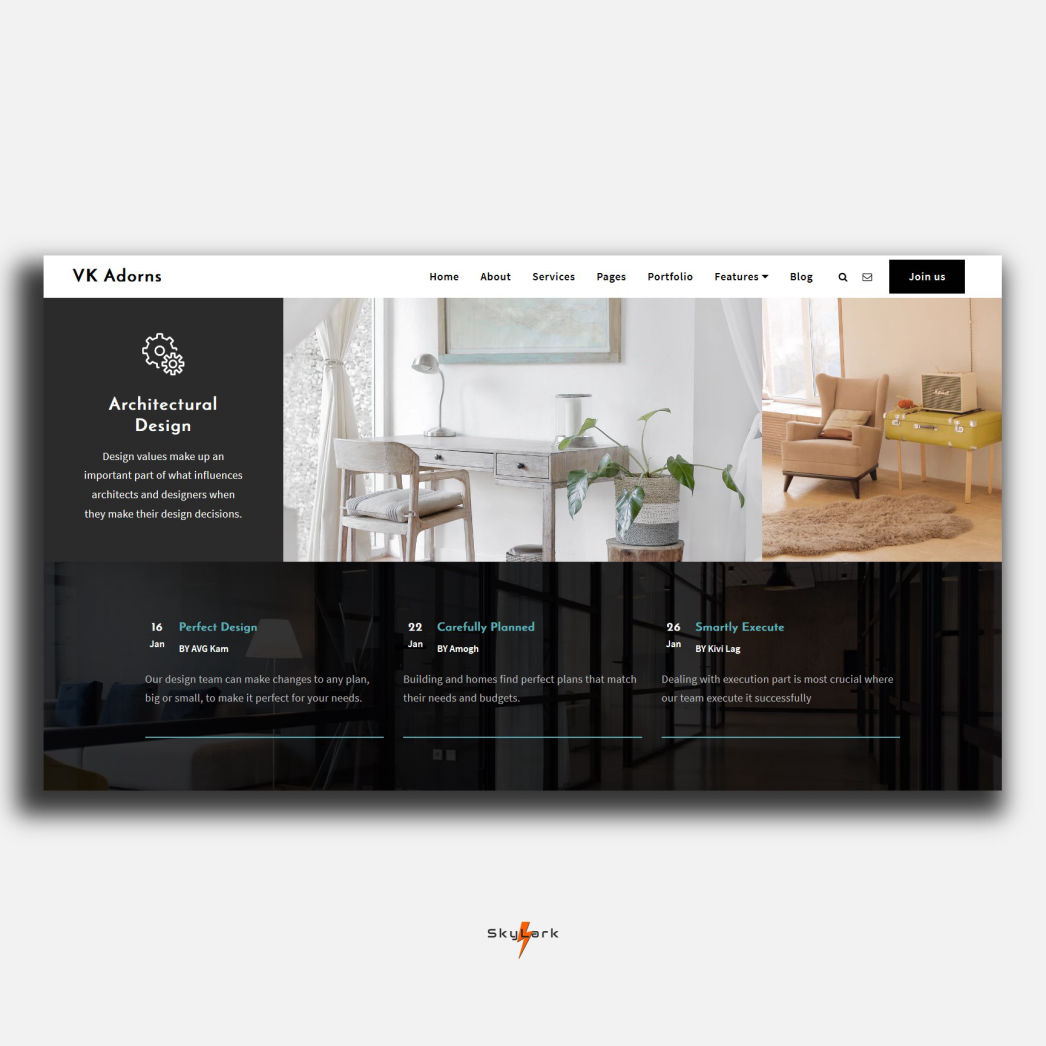 VK Adorns
Home About Services Pages Portfolio Features Blog Join us
Architectural
Design
Design values make up an
important part of what influences
architects and designers when
they make their design decisions.
16 Perfect Design
Jan BY AVG Kam
Our design team can make changes to any plan,
big or small, to make it perfect for your needs.
22 Carefully Planned
Jan BY Amogh
Building and homes find perfect plans that match
their needs and budgets.
26 Smartly Execute
Jan BY Kivi Lag
Dealing with execution part is most crucial where
our team execute it successfully
SkyLark